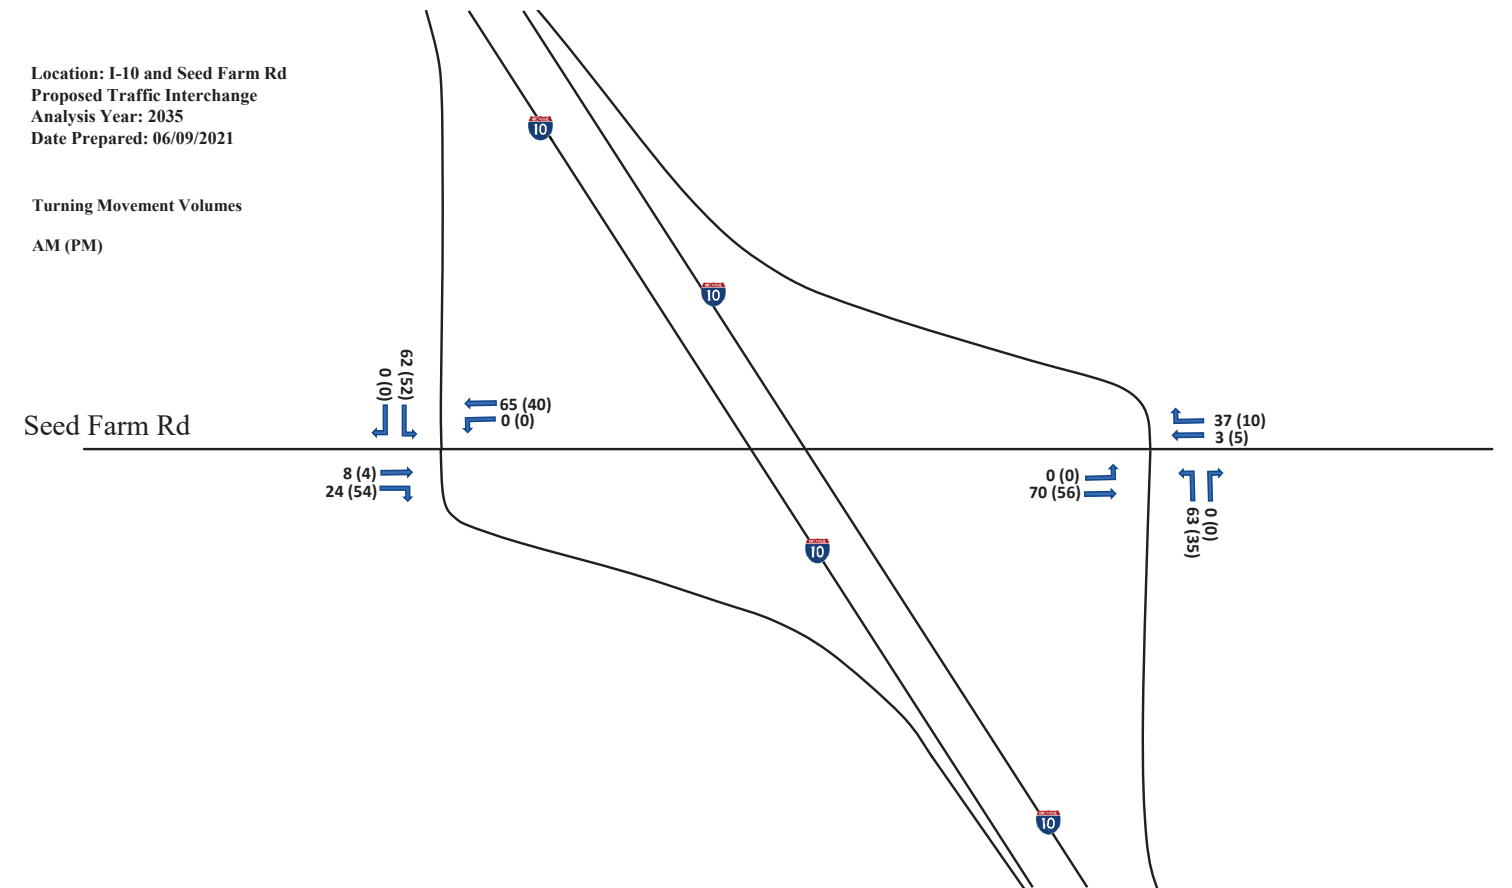 Location: I-10 and Seed Farm Rd
Proposed Traffic Interchange
Analysis Year: 2035
Date Prepared: 06/09/2021
Turning Movement Volumes
AM (PM)
10
10
0 (0)
62 (52)
65 (40)
0 (0)
Seed Farm Rd
8 (4)
24 (54)
37 (10)
3 (5)
0 (0)
70 (56)
63 (35)
0 (0)
10
10